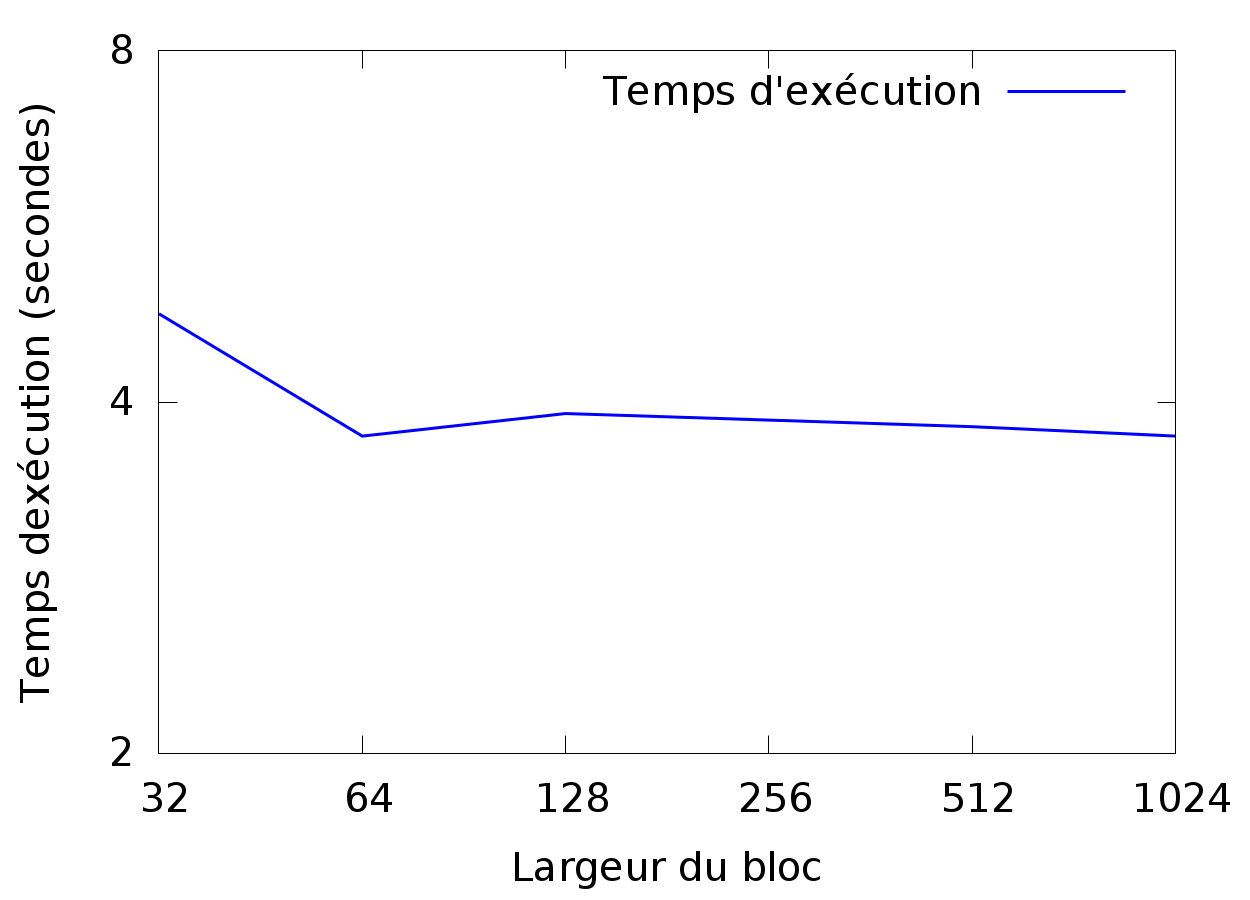 8
Temps d'exécution
4
2
Temps dexécution (secondes)
32 64 128 256 512 1024
Largeur du bloc